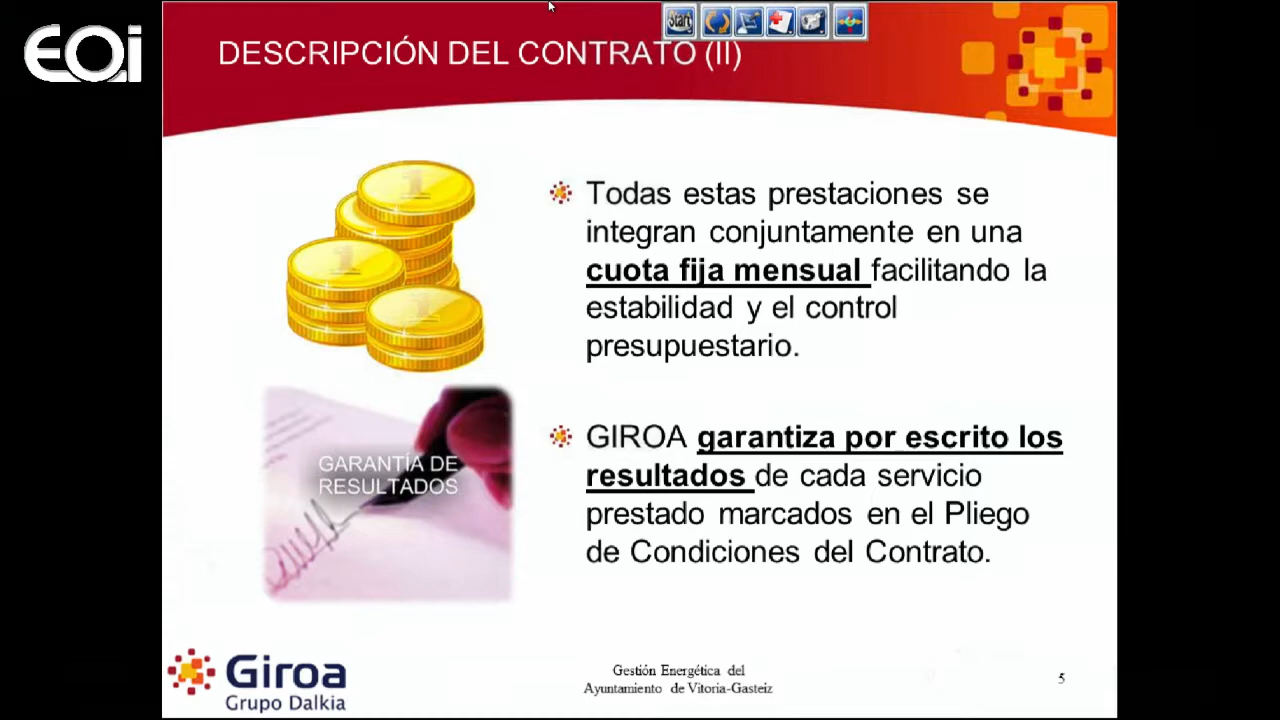 EOi
Start
DESCRIPCIÓN DEL CONTRATO (II)
Todas estas prestaciones se
integran conjuntamente en una
cuota fija mensual facilitando la
estabilidad y el control
presupuestario.
GARANTÍA DE
RESULTADOS
GIROA garantiza por escrito los
resultados de cada servicio
prestado marcados en el Pliego
de Condiciones del Contrato.
Giroa
Grupo Dalkia
Gestión Energética del
Ayuntamiento de Vitoria-Gasteiz
5